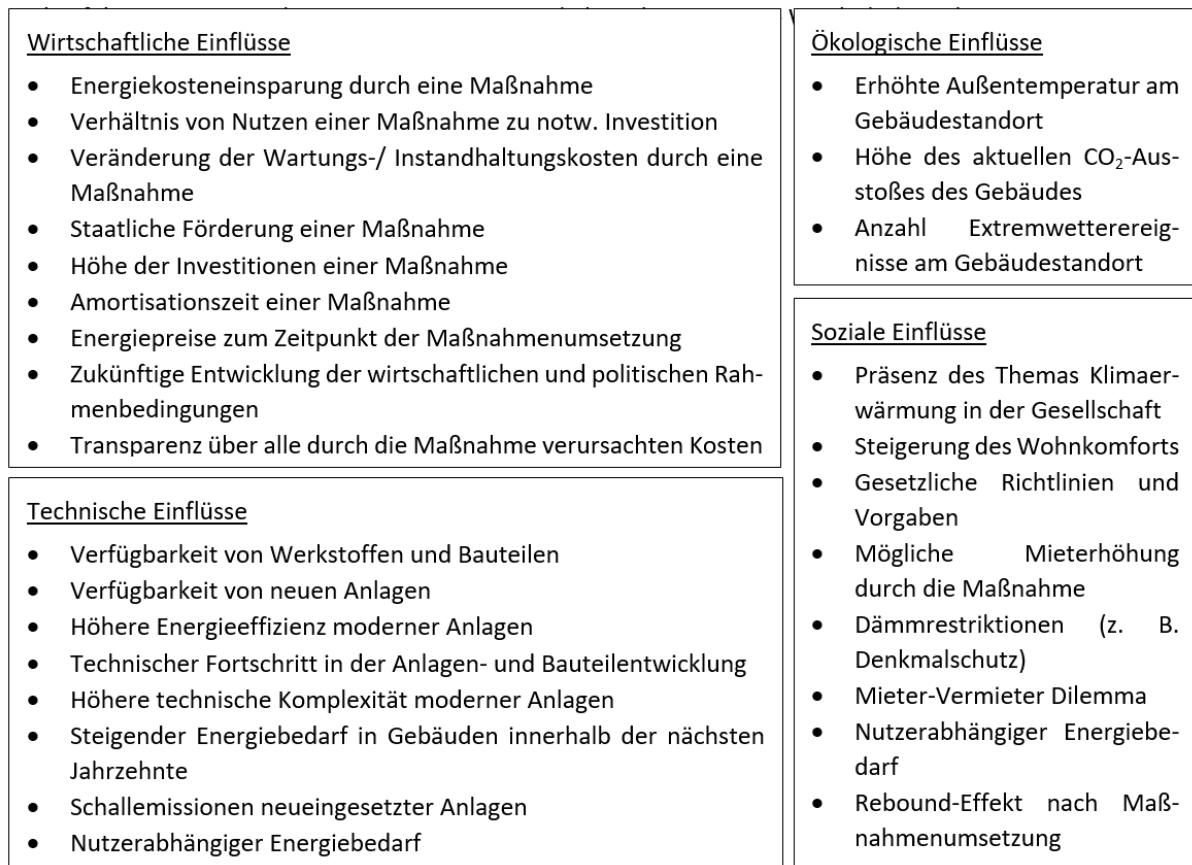 Wirtschaftliche Einflüsse
• Energiekosteneinsparung durch eine Maßnahme
• Verhältnis von Nutzen einer Maßnahme zu notw. Investition
• Veränderung der Wartungs-/ Instandhaltungskosten durch eine
Maßnahme
• Staatliche Förderung einer Maßnahme
• Höhe der Investitionen einer Maßnahme
• Amortisationszeit einer Maßnahme
• Energiepreise zum Zeitpunkt der Maßnahmenumsetzung
• Zukünftige Entwicklung der wirtschaftlichen und politischen Rah-
menbedingungen
• Transparenz über alle durch die Maßnahme verursachten Kosten
Technische Einflüsse
• Verfügbarkeit von Werkstoffen und Bauteilen
• Verfügbarkeit von neuen Anlagen
• Höhere Energieeffizienz moderner Anlagen
• Technischer Fortschritt in der Anlagen- und Bauteilentwicklung
• Höhere technische Komplexität moderner Anlagen
• Steigender Energiebedarf in Gebäuden innerhalb der nächsten
Jahrzehnte
• Schallemissionen neueingesetzter Anlagen
• Nutzerabhängiger Energiebedarf
Ökologische Einflüsse
• Erhöhte Außentemperatur am
Gebäudestandort
• Höhe des aktuellen CO₂-Aus-
stoßes des Gebäudes
• Anzahl Extremwetterereig-
nisse am Gebäudestandort
Soziale Einflüsse
• Präsenz des Themas Klimaer-
wärmung in der Gesellschaft
• Steigerung des Wohnkomforts
• Gesetzliche Richtlinien und
Vorgaben
• Mögliche Mieterhöhung
durch die Maßnahme
• Dämmrestriktionen (z. B.
Denkmalschutz)
• Mieter-Vermieter Dilemma
• Nutzerabhängiger Energiebe-
darf
• Rebound-Effekt nach Maß-
nahmenumsetzung